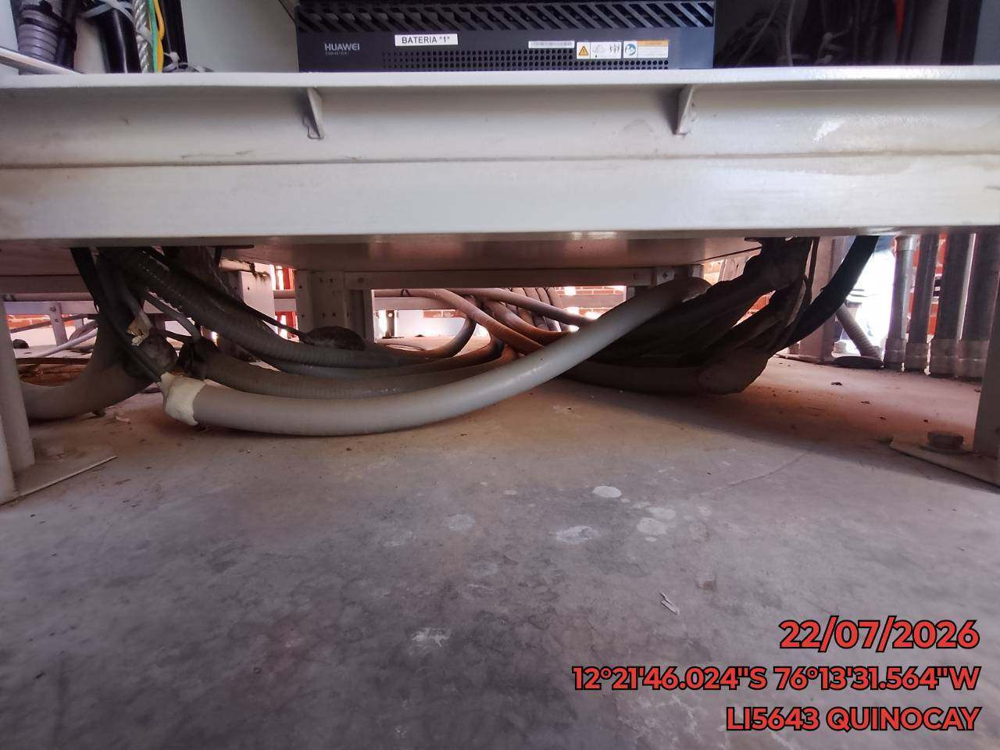 BATERIA "1"
HUAWEI
22/07/2026
12°21'46.024"S 76°13'31.564"W
LI5643 QUINOCAY